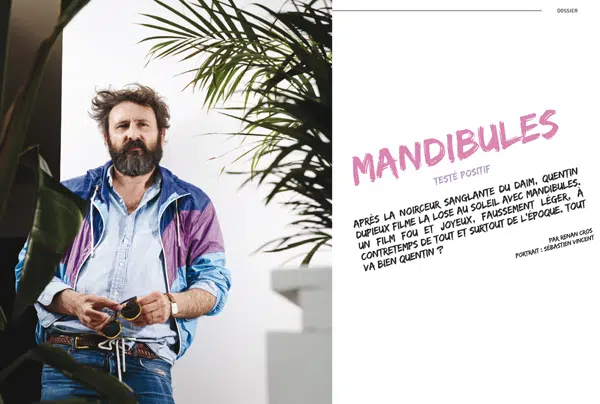 DOSSIER
MANDIBULES
TESTÉ POSITIF
APRÈS LA NOIRCEUR SANGLANTE DU DAIM, QUENTIN
DUPIEUX FILME LA LOSE AU SOLEIL AVEC MANDIBULES.
UN FILM FOU ET JOYEUX, FAUSSEMENT LÉGER, À
CONTRETEMPS DE TOUT ET SURTOUT DE L'ÉPOQUE. TOUT
VA BIEN QUENTIN ?
PAR RENAN CROS
PORTRAIT : SÉBASTIEN VINCENT